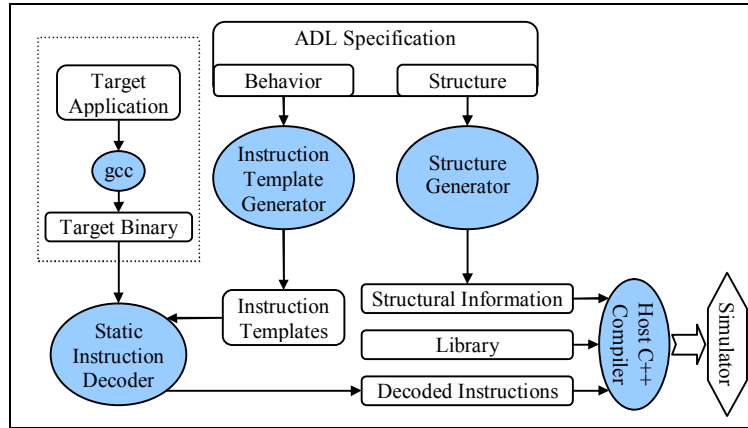 ADL Specification
Behavior
Structure
Target
Application
gcc
Target Binary
Instruction
Template
Generator
Structure
Generator
Static
Instruction
Decoder
Instruction
Templates
Structural Information
Library
Decoded Instructions
Host C++
Compiler
Simulator